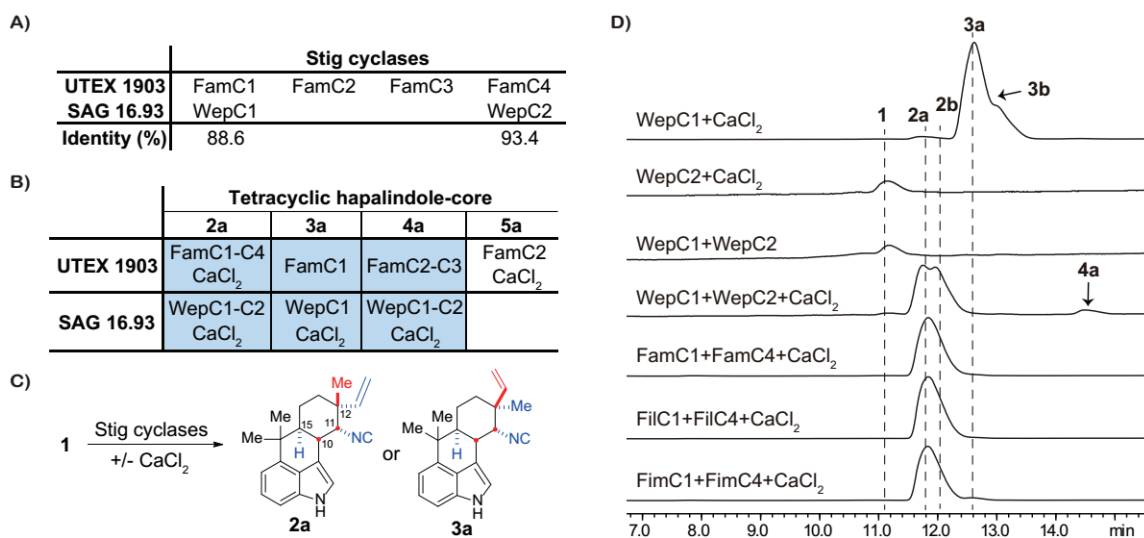 A)
Stig cyclases
UTEX 1903 FamC1 FamC2 FamC3 FamC4
SAG 16.93 WepC1 WepC2
Identity (%) 88.6 93.4
B)
Tetracyclic hapalindole-core
2a 3a 4a 5a
UTEX 1903 FamC1-C4 CaCl₂ FamC1 FamC2-C3 FamC2 CaCl₂
SAG 16.93 WepC1-C2 CaCl₂ WepC1 CaCl₂ WepC1-C2 CaCl₂
C)
1 Stig cyclases +/- CaCl₂
Me
Me
Me
12
11
15
10
NC
H
N
H
2a
or
Me
Me
Me
NC
H
N
H
3a
D)
3a
3b
1 2a 2b
WepC1+CaCl₂
WepC2+CaCl₂
WepC1+WepC2
4a
WepC1+WepC2+CaCl₂
FamC1+FamC4+CaCl₂
FilC1+FilC4+CaCl₂
FimC1+FimC4+CaCl₂
7.0 8.0 9.0 10.0 11.0 12.0 13.0 14.0 min